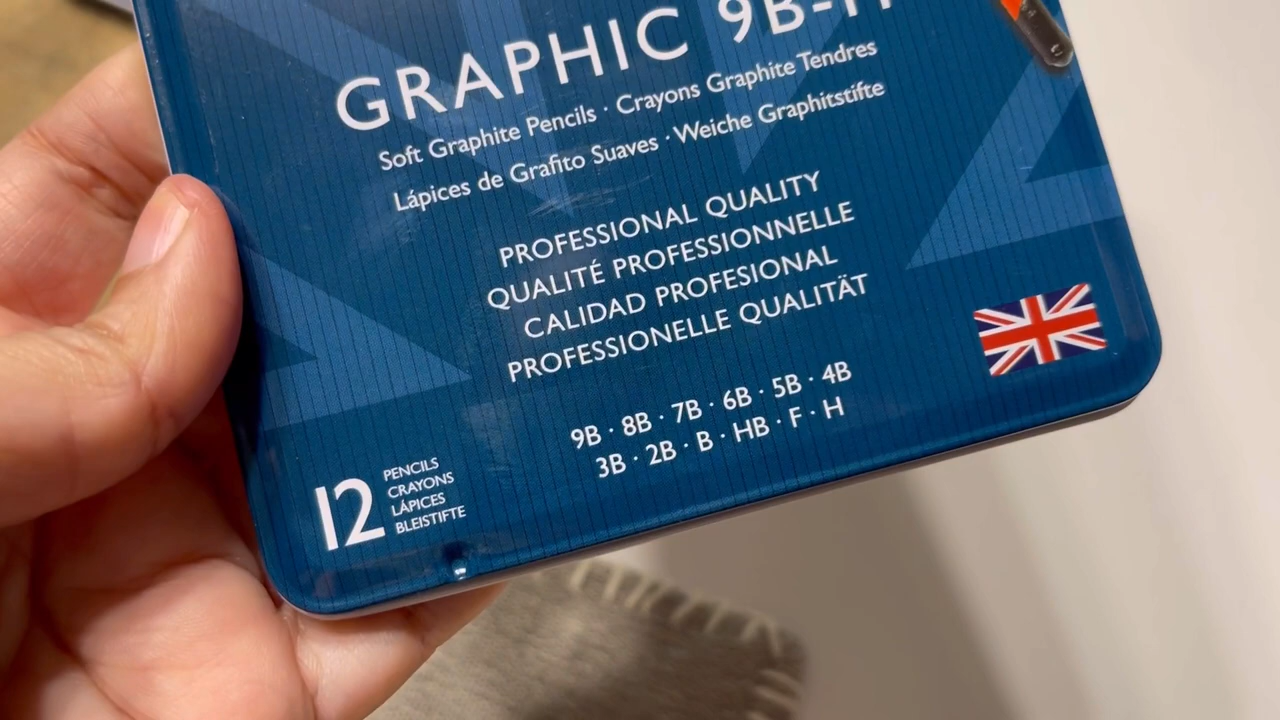 GRAPHIC 9B-H
Soft Graphite Pencils · Crayons Graphite Tendres
Lápices de Grafito Suaves · Weiche Graphitstifte
PROFESSIONAL QUALITY
QUALITÉ PROFESSIONNELLE
CALIDAD PROFESIONAL
PROFESSIONELLE QUALITÄT
9B · 8B · 7B · 6B · 5B · 4B
3B · 2B · B · HB · F · H
12
PENCILS
CRAYONS
LÁPICES
BLEISTIFTE